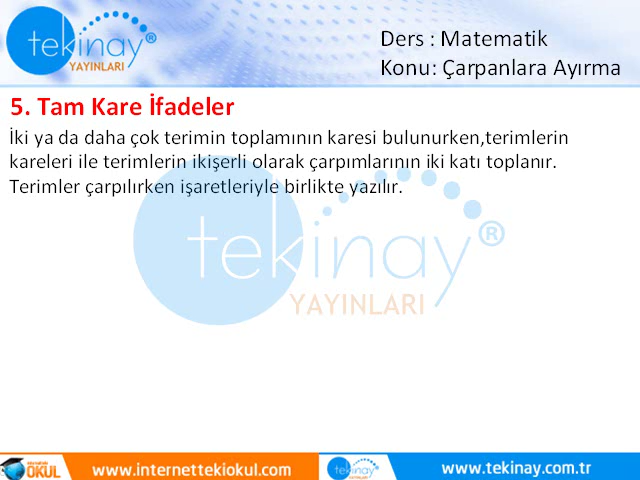 tekinay®
YAYINLARI
Ders : Matematik
Konu: Çarpanlara Ayırma
5. Tam Kare İfadeler
İki ya da daha çok terimin toplamının karesi bulunurken,terimlerin
kareleri ile terimlerin ikişerli olarak çarpımlarının iki katı toplanır.
Terimler çarpılırken işaretleriyle birlikte yazılır.
tekinay®
YAYINLARI
OKUL
www.internettekiokul.com
tekinay
YAYINLARI
www.tekinay.com.tr